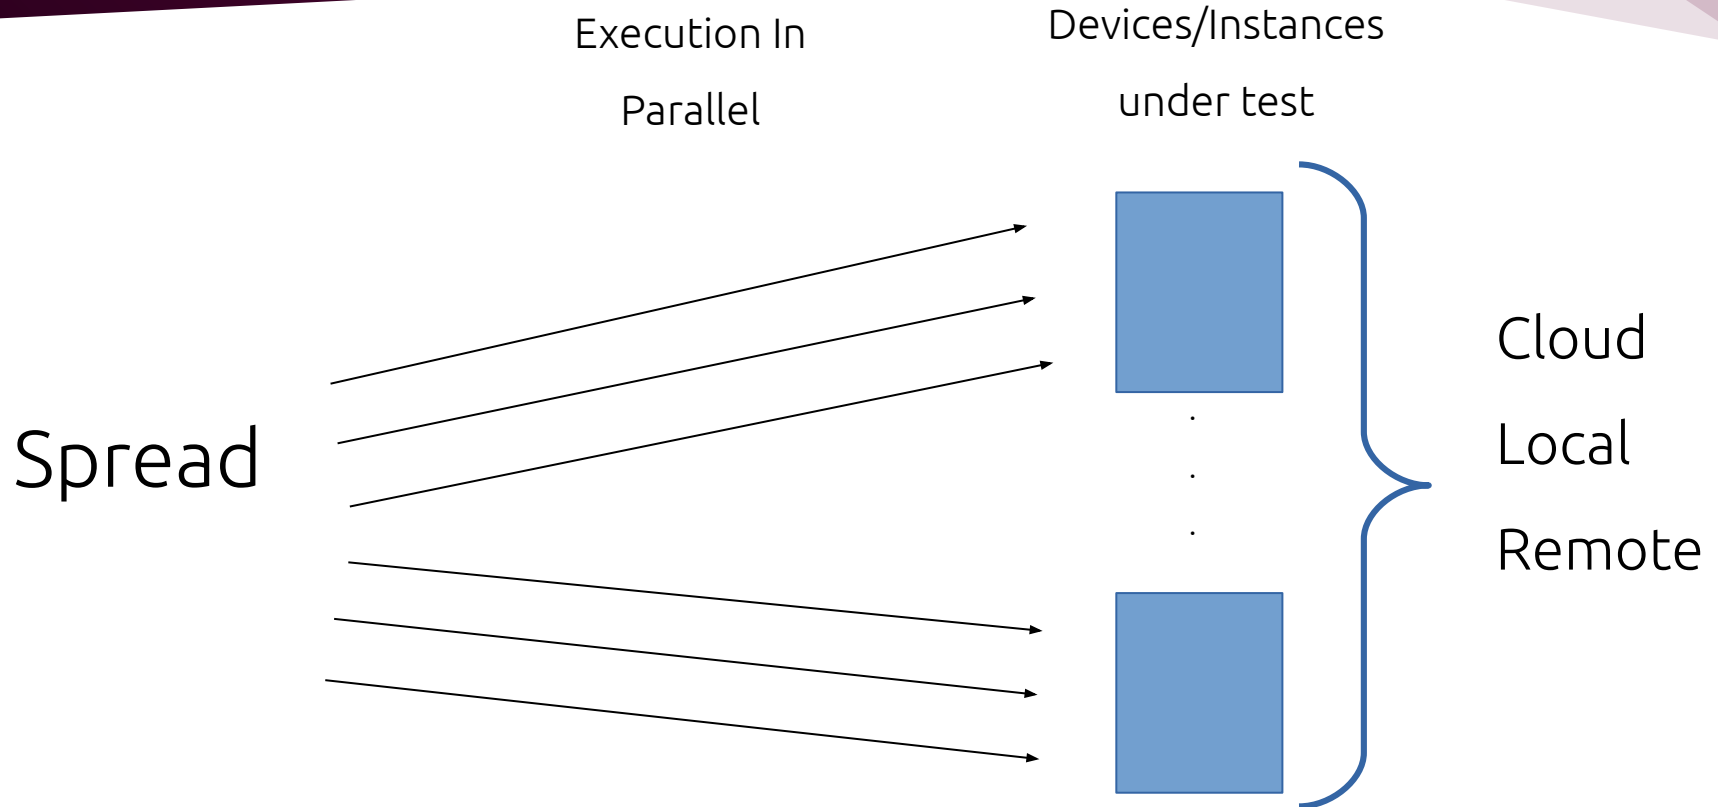 Execution In
Parallel
Devices/Instances
under test
Spread
Cloud
Local
Remote